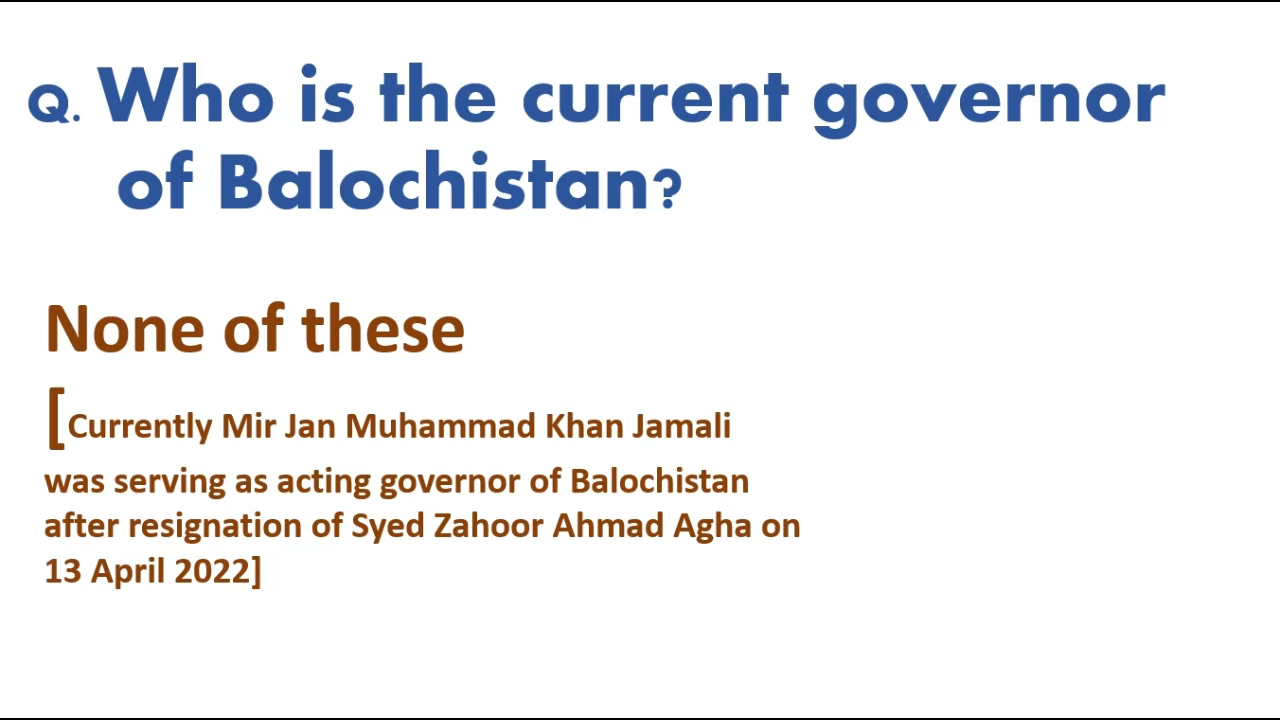 Q. Who is the current governor
of Balochistan?
None of these
[Currently Mir Jan Muhammad Khan Jamali
was serving as acting governor of Balochistan
after resignation of Syed Zahoor Ahmad Agha on
13 April 2022]